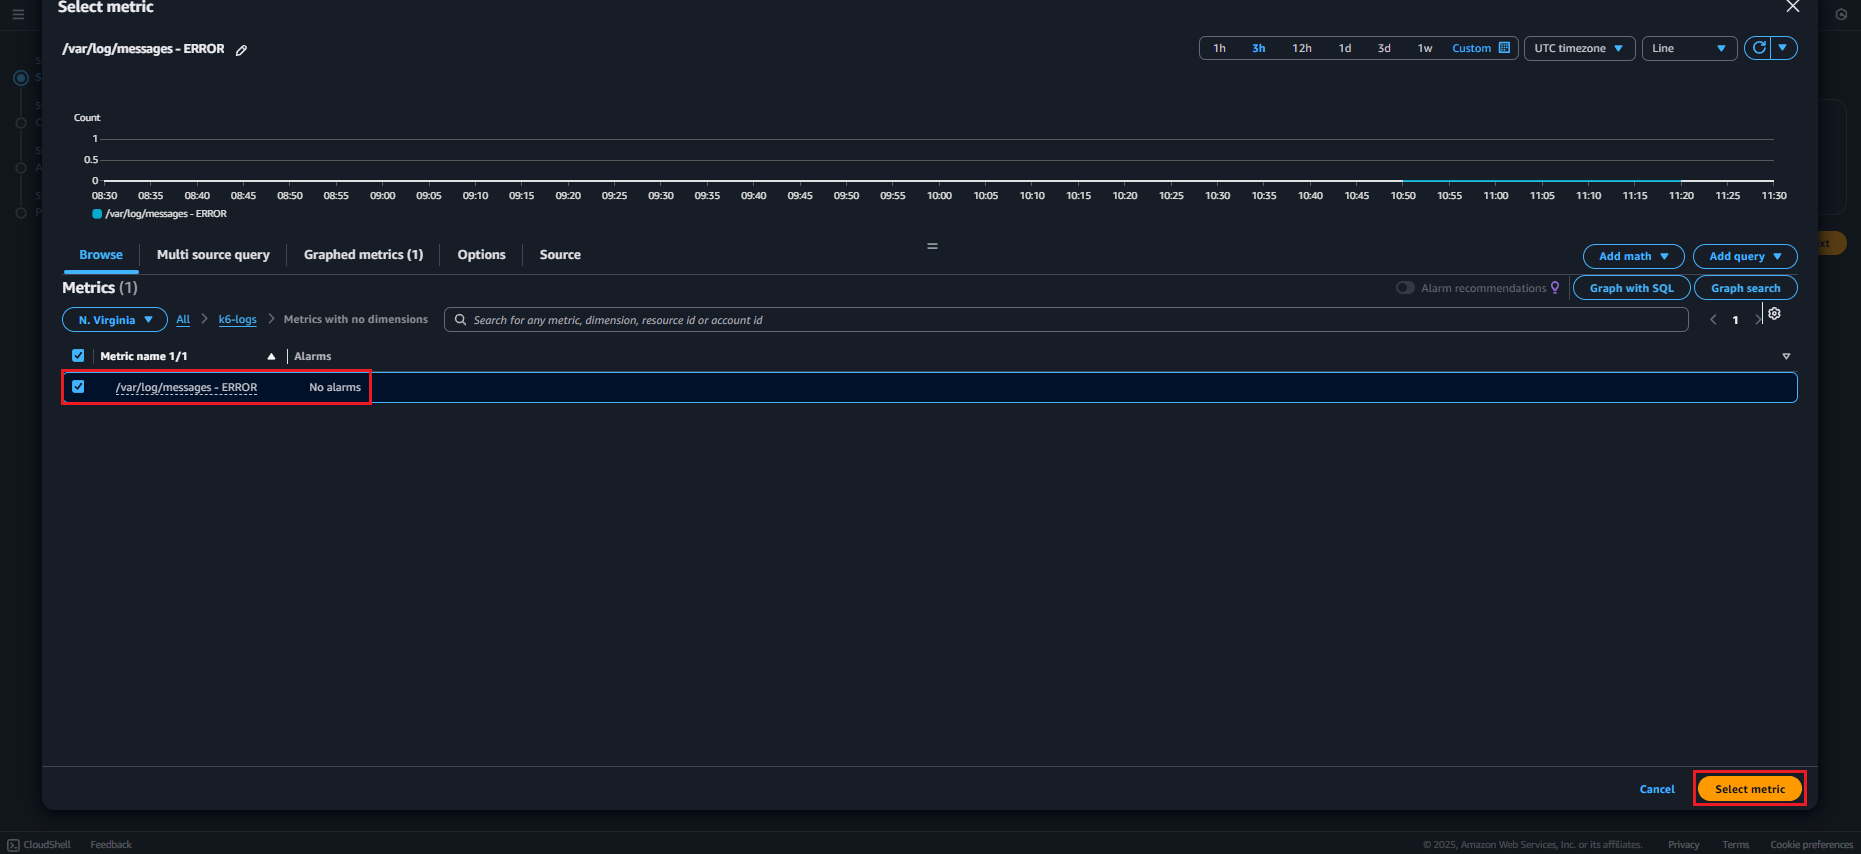 Select metric
/var/log/messages - ERROR
1h 3h 12h 1d 3d 1w Custom UTC timezone Line
Count
1
0.5
0
08:30 08:35 08:40 08:45 08:50 08:55 09:00 09:05 09:10 09:15 09:20 09:25 09:30 09:35 09:40 09:45 09:50 09:55 10:00 10:05 10:10 10:15 10:20 10:25 10:30 10:35 10:40 10:45 10:50 10:55 11:00 11:05 11:10 11:15 11:20 11:25 11:30
/var/log/messages - ERROR
Browse Multi source query Graphed metrics (1) Options Source Add math Add query
Metrics (1) Alarm recommendations Graph with SQL Graph search
N. Virginia All k6-logs Metrics with no dimensions Search for any metric, dimension, resource id or account id 1
Metric name 1/1 Alarms
/var/log/messages - ERROR No alarms
Cancel Select metric
CloudShell Feedback © 2025, Amazon Web Services, Inc. or its affiliates. Privacy Terms Cookie preferences